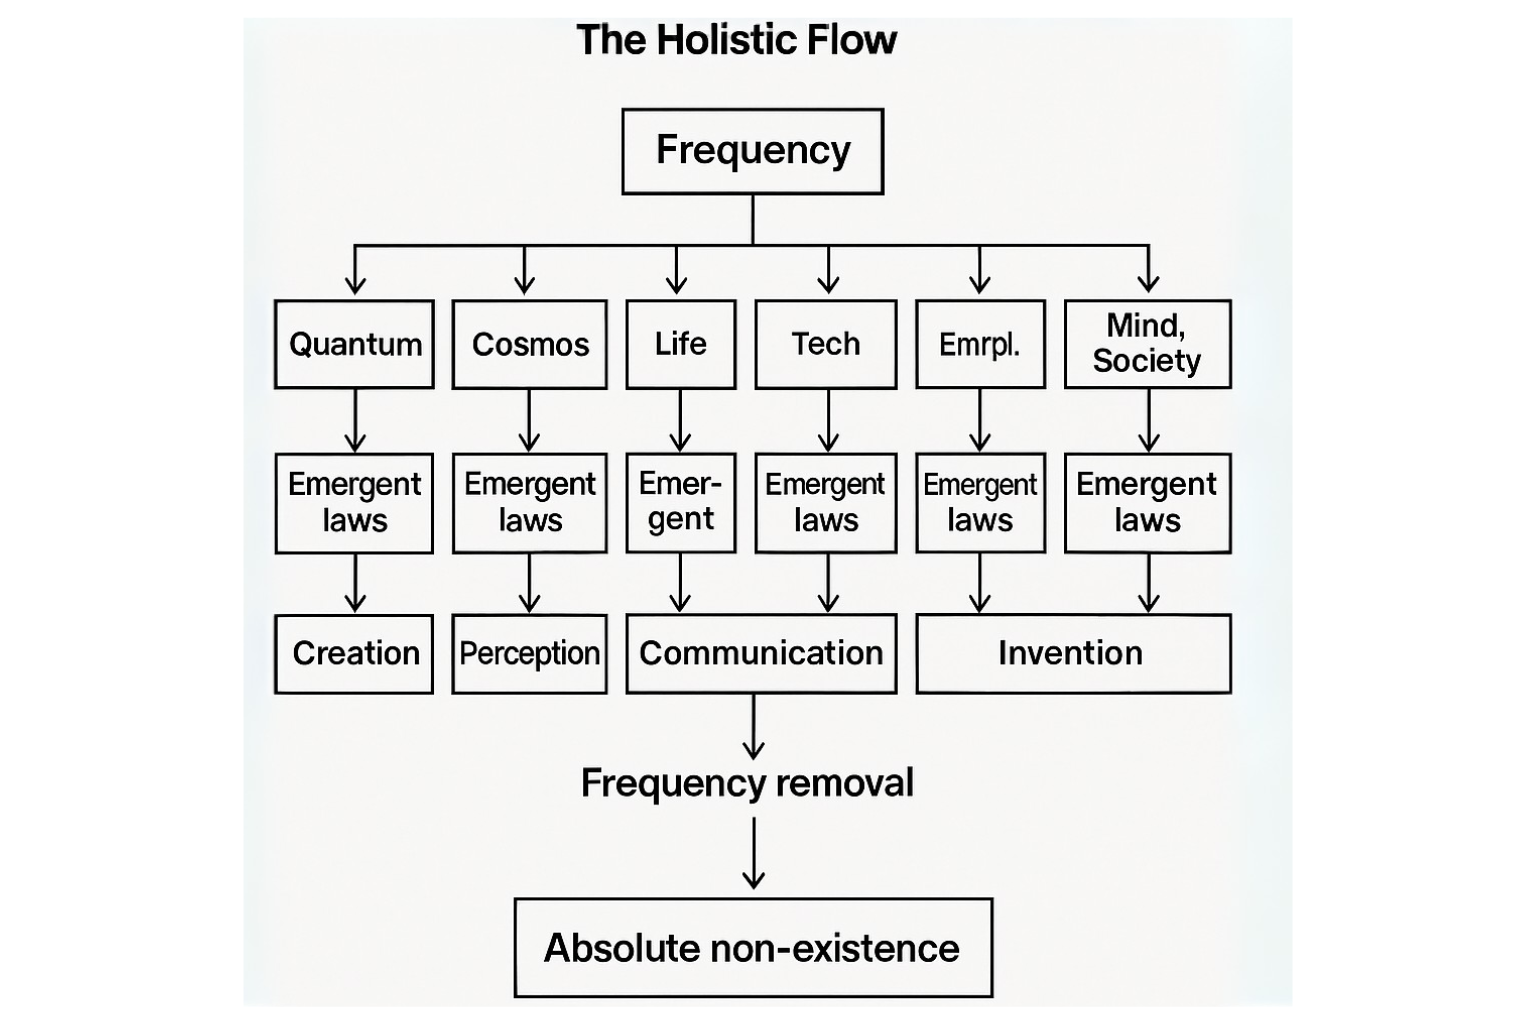 The Holistic Flow
Frequency
Quantum
Cosmos
Life
Tech
Emrpl.
Mind,
Society
Emergent
laws
Emergent
laws
Emer-
gent
Emergent
laws
Emergent
laws
Emergent
laws
Creation
Perception
Communication
Invention
Frequency removal
Absolute non-existence